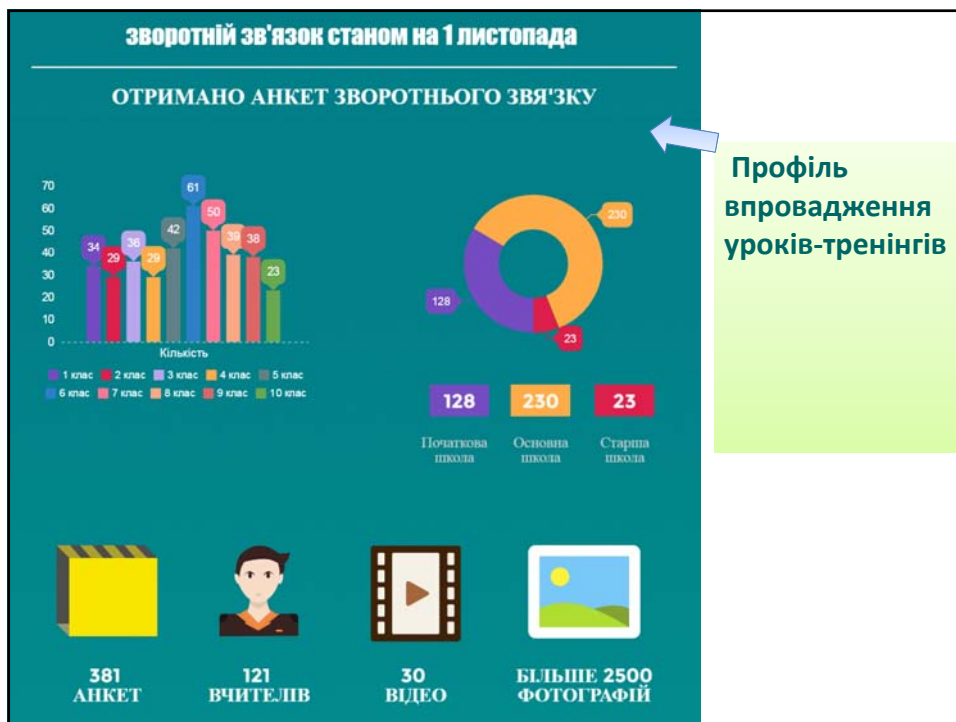 зворотній зв'язок станом на 1 листопада
ОТРИМАНО АНКЕТ ЗВОРОТНЬОГО ЗВЯ'ЗКУ
Профіль
впровадження
уроків-тренінгів
70
60
50
40
30
20
10
0
34
29
36
29
42
61
50
39
38
23
Кількість
1 клас 2 клас 3 клас 4 клас 5 клас
6 клас 7 клас 8 клас 9 клас 10 клас
230
128
23
128 230 23
Початкова Основна Старша
школа школа школа
381 121 30 БІЛЬШЕ 2500
АНКЕТ ВЧИТЕЛІВ ВІДЕО ФОТОГРАФІЙ